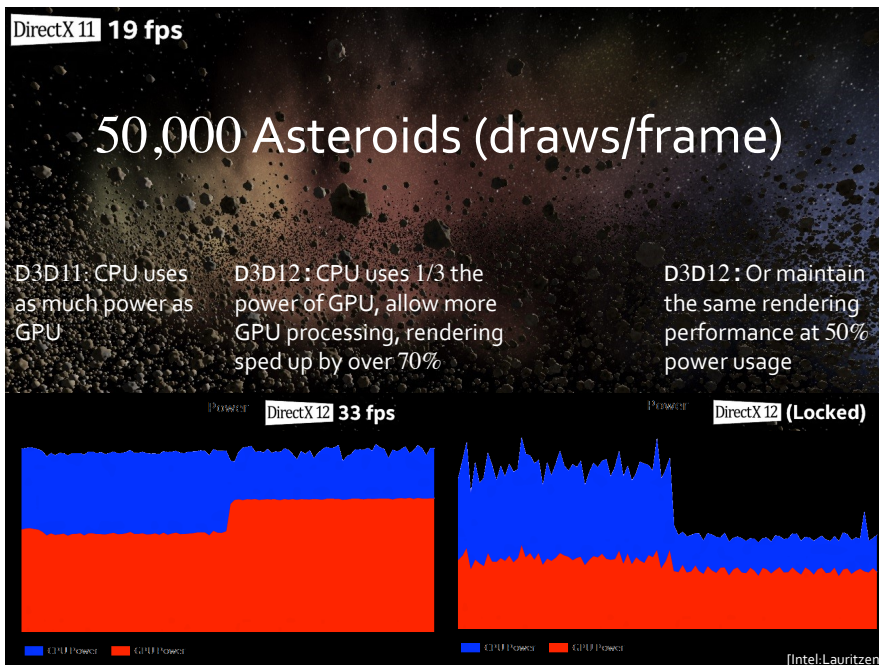 DirectX 11 19 fps
50,000 Asteroids (draws/frame)
D3D11: CPU uses
as much power as
GPU
D3D12: CPU uses 1/3 the
power of GPU, allow more
GPU processing, rendering
sped up by over 70%
D3D12: Or maintain
the same rendering
performance at 50%
power usage
Power
DirectX 12 33 fps
Power
DirectX 12 (Locked)
CPU Power GPU Power
CPU Power GPU Power
[Intel:Lauritzen